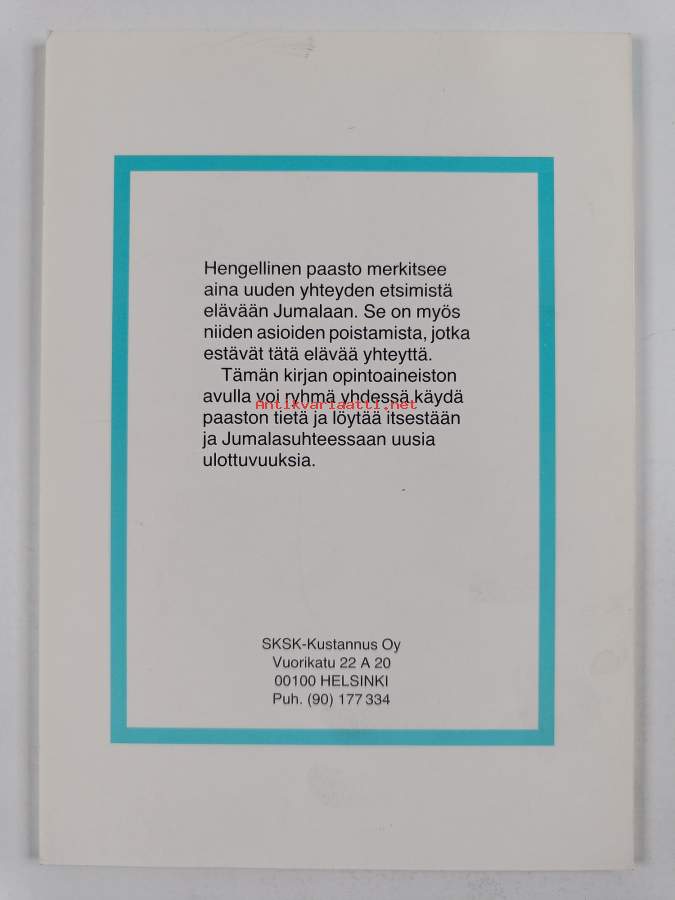 Hengellinen paasto merkitsee
aina uuden yhteyden etsimistä
elävään Jumalaan. Se on myös
niiden asioiden poistamista, jotka
estävät tätä elävää yhteyttä.
Tämän kirjan opintoaineiston
avulla voi ryhmä yhdessä käydä
Antikvariaatti.net
paaston tietä ja löytää itsestään
ja Jumalasuhteessaan uusia
ulottuvuuksia.
SKSK-Kustannus Oy
Vuorikatu 22 A 20
00100 HELSINKI
Puh. (90) 177 334